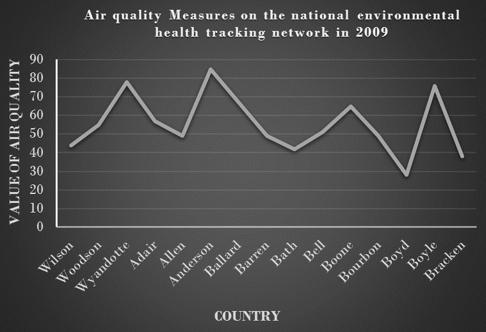 Air quality Measures on the national environmental
health tracking network in 2009
VALUE OF AIR QUALITY
90
80
70
60
50
40
30
20
10
0
Wilson
Woodson
Wyandotte
Adair
Allen
Anderson
Ballard
Barren
Bath
Bell
Boone
Bourbon
Boyd
Boyle
Bracken
COUNTRY